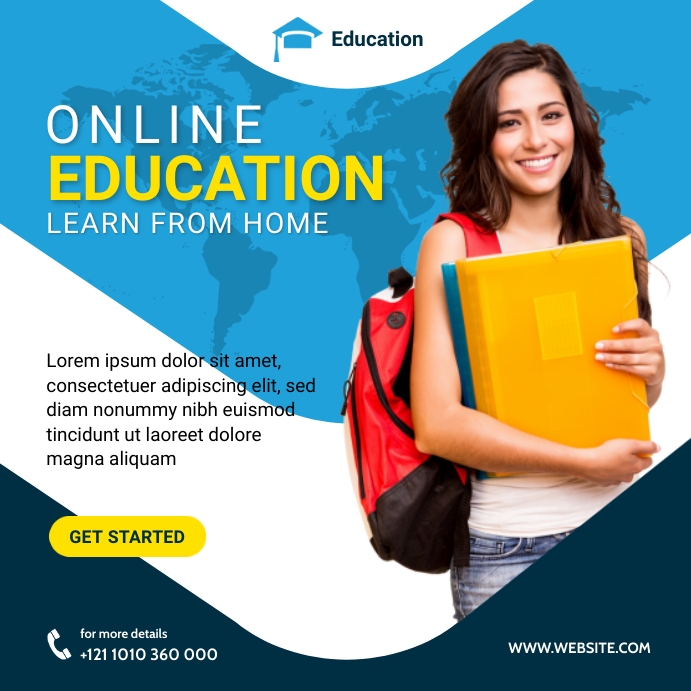 Education
ONLINE
EDUCATION
LEARN FROM HOME
Lorem ipsum dolor sit amet,
consectetuer adipiscing elit, sed
diam nonummy nibh euismod
tincidunt ut laoreet dolore
magna aliquam
GET STARTED
for more details
+121 1010 360 000
WWW.WEBSITE.COM